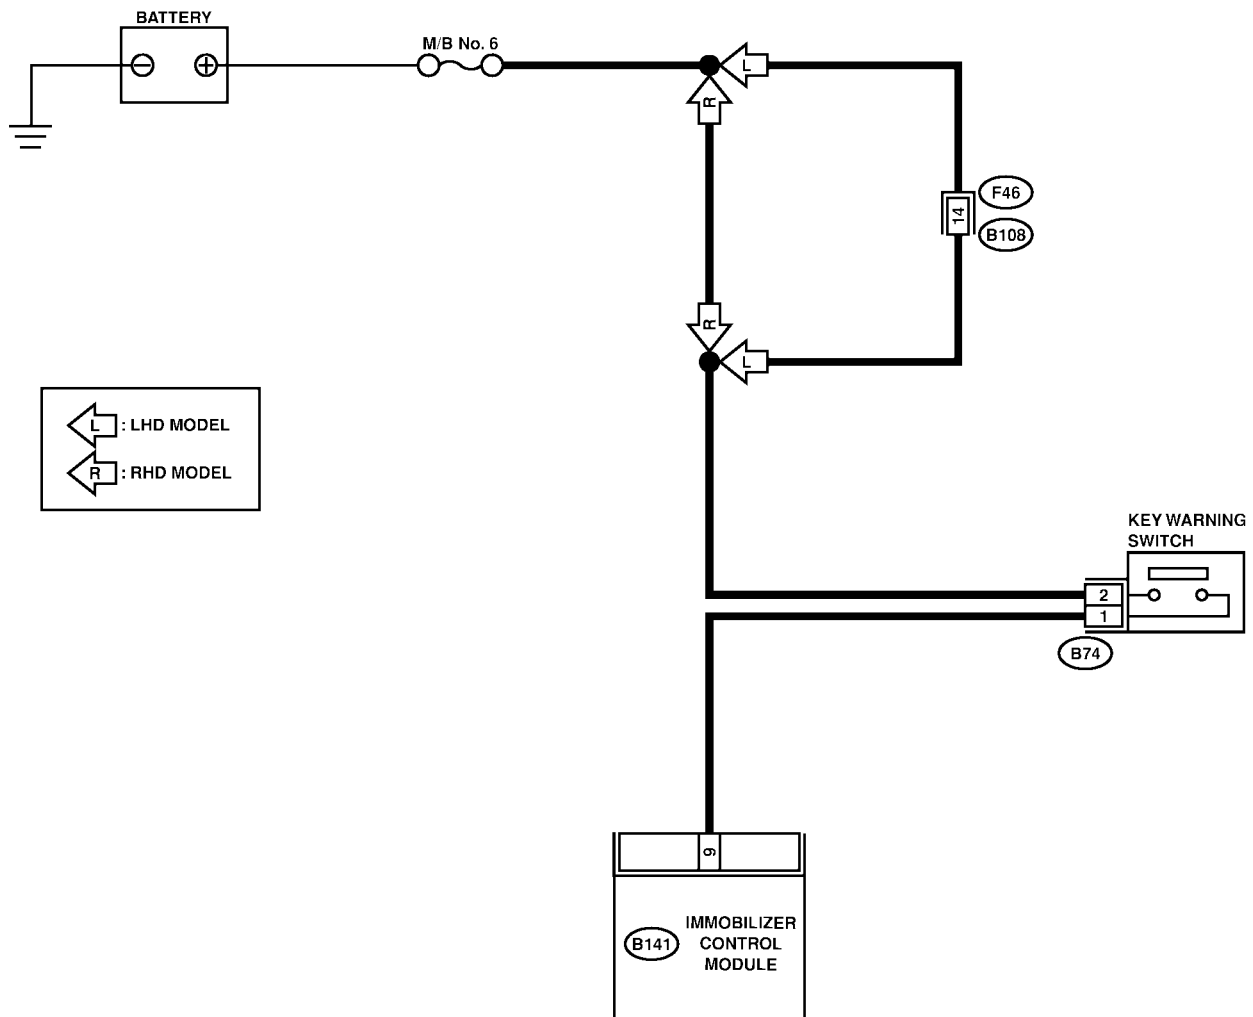 BATTERY
M/B No. 6
L
R
F46
14
B108
R
L
L : LHD MODEL
R : RHD MODEL
KEY WARNING
SWITCH
2
1
B74
9
B141
IMMOBILIZER
CONTROL
MODULE